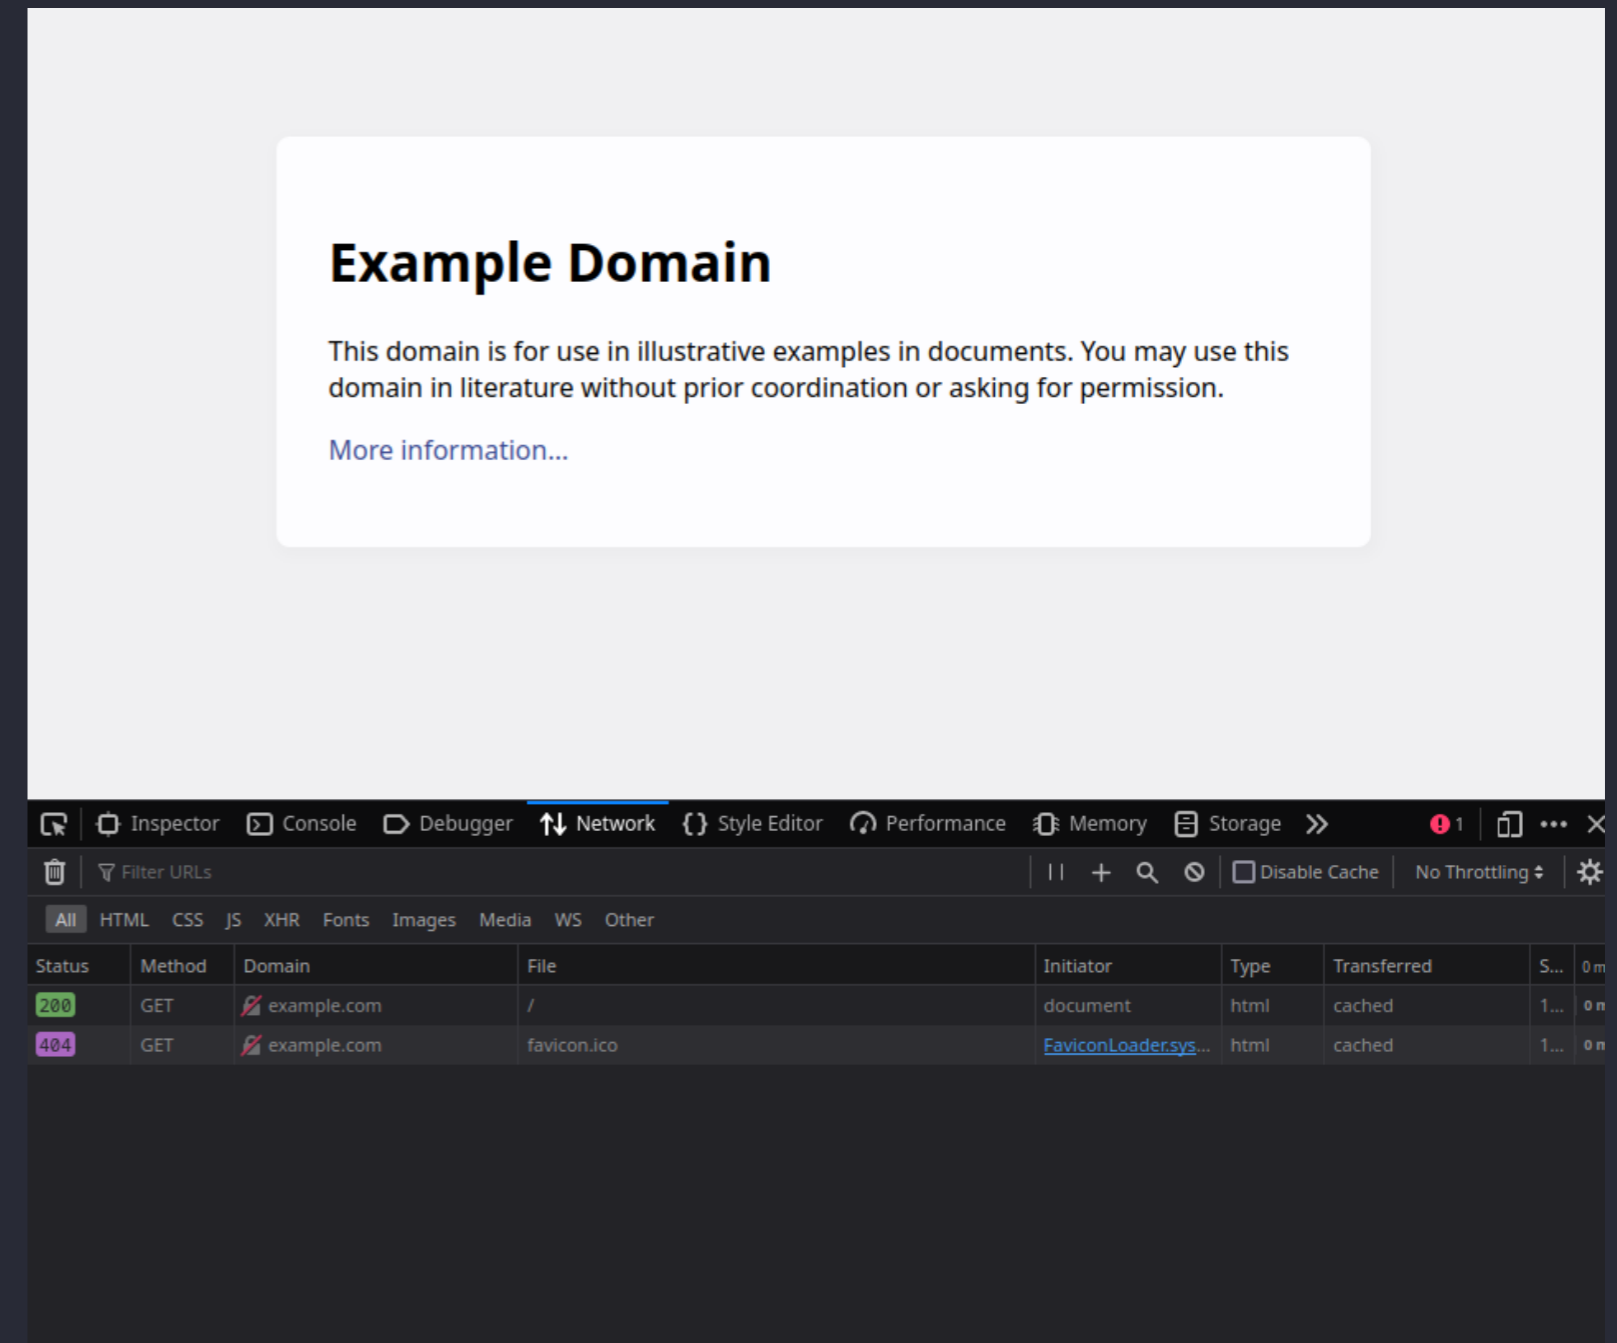 Example Domain
This domain is for use in illustrative examples in documents. You may use this
domain in literature without prior coordination or asking for permission.
More information...
Inspector Console Debugger Network Style Editor Performance Memory Storage 1
Filter URLs Disable Cache No Throttling
All HTML CSS JS XHR Fonts Images Media WS Other
Status Method Domain File Initiator Type Transferred S... 0 m
200 GET example.com / document html cached 1... 0 m
404 GET example.com favicon.ico FaviconLoader.sys... html cached 1... 0 m